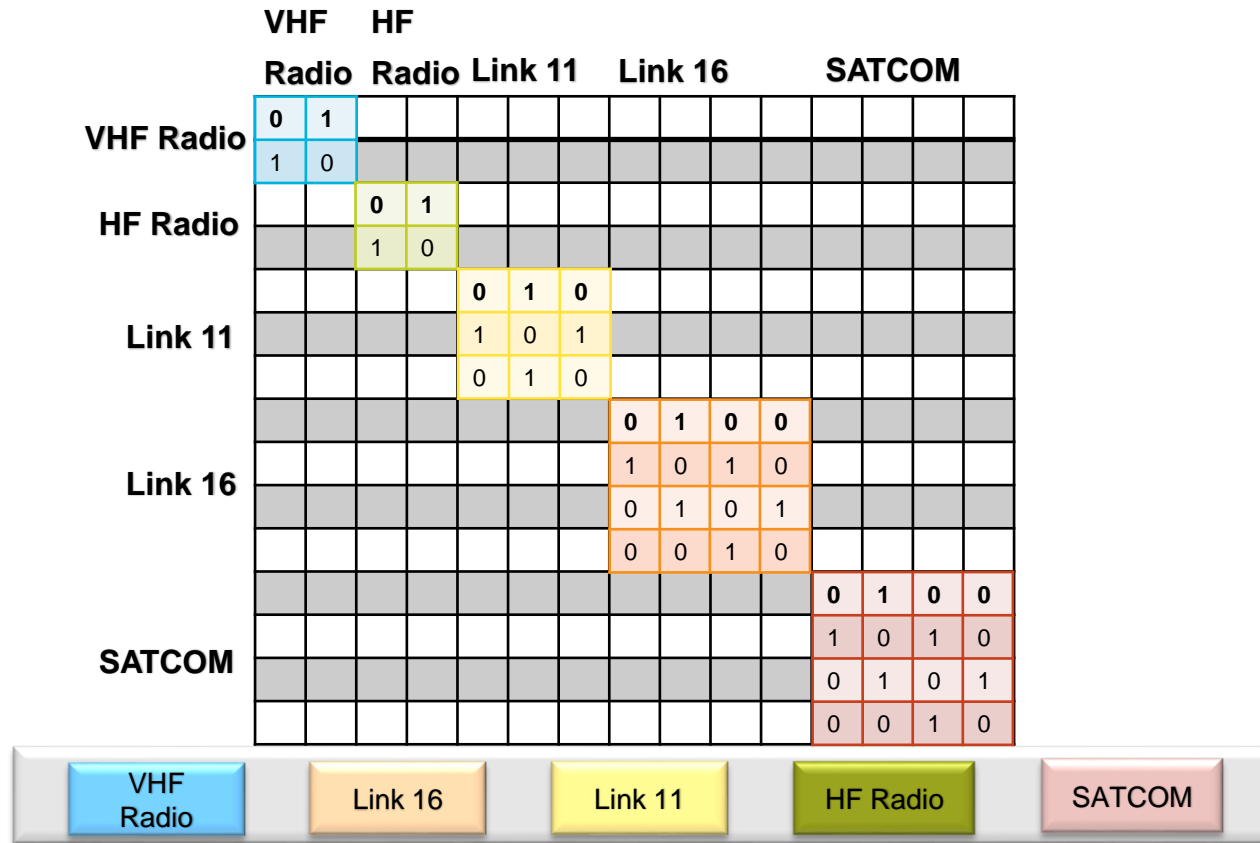 VHF HF
Radio Radio Link 11 Link 16 SATCOM
VHF Radio
0 1
1 0
HF Radio
0 1
1 0
Link 11
0 1 0
1 0 1
0 1 0
Link 16
0 1 0 0
1 0 1 0
0 1 0 1
0 0 1 0
SATCOM
0 1 0 0
1 0 1 0
0 1 0 1
0 0 1 0
VHF
Radio
Link 16
Link 11
HF Radio
SATCOM